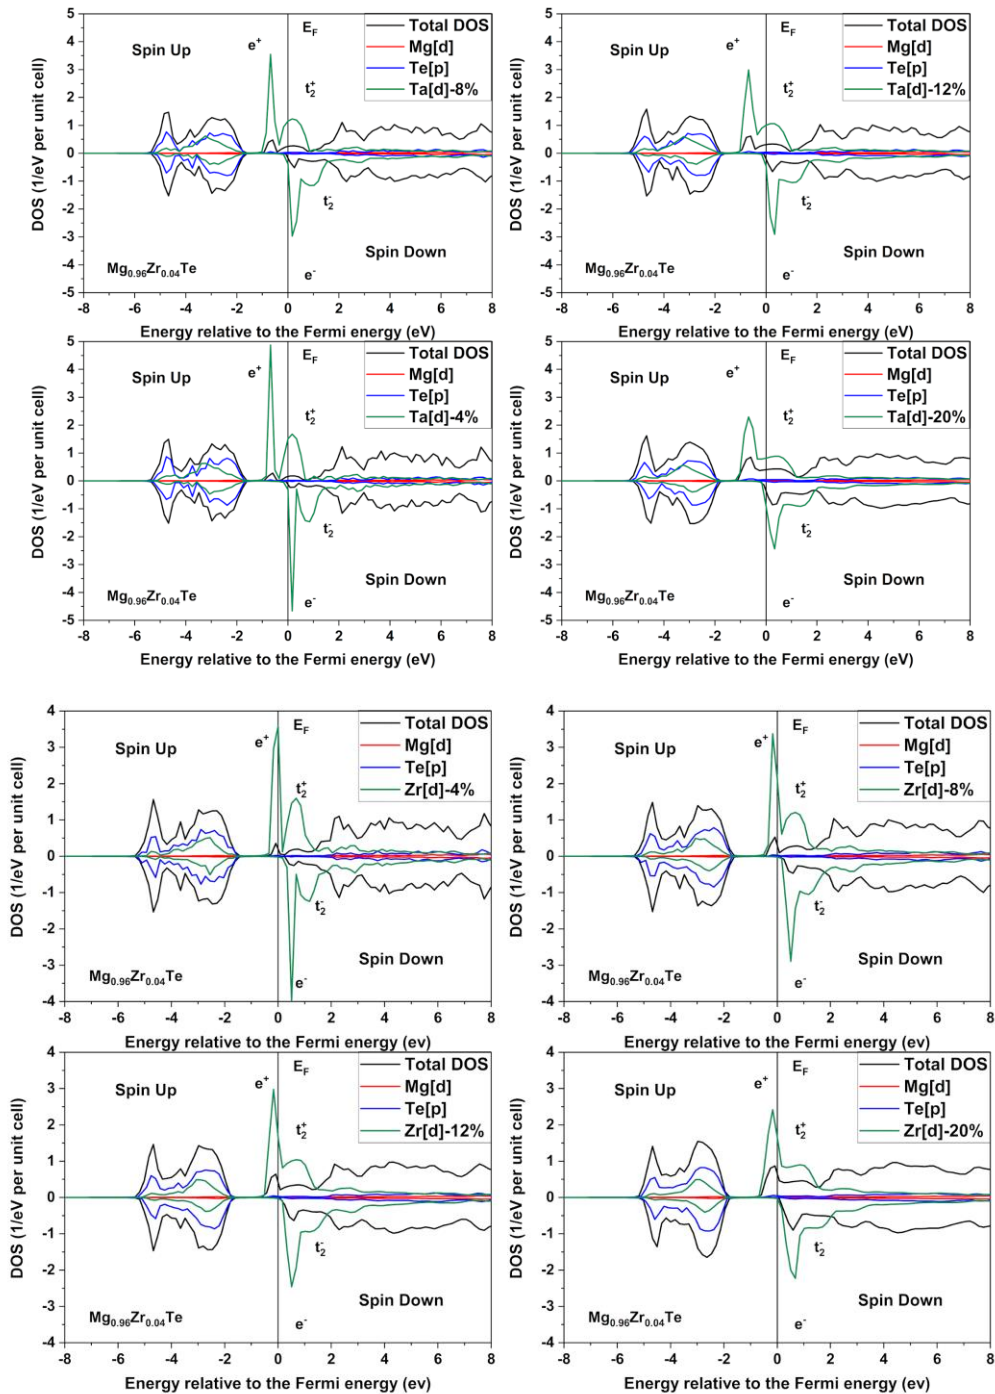 Spin Up
e+
EF
t2+
Total DOS
Mg[d]
Te[p]
Ta[d]-8%
DOS (1/eV per unit cell)
5
4
3
2
1
0
-1
-2
-3
-4
-5
t2-
Spin Down
Mg0.96Zr0.04Te
e-
-8 -6 -4 -2 0 2 4 6 8
Energy relative to the Fermi energy (eV)
Spin Up
e+
EF
t2+
Total DOS
Mg[d]
Te[p]
Ta[d]-12%
DOS (1/eV per unit cell)
5
4
3
2
1
0
-1
-2
-3
-4
-5
t2-
Spin Down
Mg0.96Zr0.04Te
e-
-8 -6 -4 -2 0 2 4 6 8
Energy relative to the Fermi energy (eV)
Spin Up
e+
EF
t2+
Total DOS
Mg[d]
Te[p]
Ta[d]-4%
DOS (1/eV per unit cell)
5
4
3
2
1
0
-1
-2
-3
-4
-5
t2-
Spin Down
Mg0.96Zr0.04Te
e-
-8 -6 -4 -2 0 2 4 6 8
Energy relative to the Fermi energy (eV)
Spin Up
e+
EF
t2+
Total DOS
Mg[d]
Te[p]
Ta[d]-20%
DOS (1/eV per unit cell)
5
4
3
2
1
0
-1
-2
-3
-4
-5
t2-
Spin Down
Mg0.96Zr0.04Te
e-
-8 -6 -4 -2 0 2 4 6 8
Energy relative to the Fermi energy (eV)
Spin Up
e+
EF
t2+
Total DOS
Mg[d]
Te[p]
Zr[d]-4%
DOS (1/eV per unit cell)
4
3
2
1
0
-1
-2
-3
-4
t2-
Spin Down
Mg0.96Zr0.04Te
e-
-8 -6 -4 -2 0 2 4 6 8
Energy relative to the Fermi energy (ev)
Spin Up
e+
EF
t2+
Total DOS
Mg[d]
Te[p]
Zr[d]-8%
DOS (1/eV per unit cell)
4
3
2
1
0
-1
-2
-3
-4
t2-
Spin Down
Mg0.96Zr0.04Te
e-
-8 -6 -4 -2 0 2 4 6 8
Energy relative to the Fermi energy (ev)
Spin Up
e+
EF
t2+
Total DOS
Mg[d]
Te[p]
Zr[d]-12%
DOS (1/eV per unit cell)
4
3
2
1
0
-1
-2
-3
-4
t2-
Spin Down
Mg0.96Zr0.04Te
e-
-8 -6 -4 -2 0 2 4 6 8
Energy relative to the Fermi energy (ev)
Spin Up
e+
EF
t2+
Total DOS
Mg[d]
Te[p]
Zr[d]-20%
DOS (1/eV per unit cell)
4
3
2
1
0
-1
-2
-3
-4
t2-
Spin Down
Mg0.96Zr0.04Te
e-
-8 -6 -4 -2 0 2 4 6 8
Energy relative to the Fermi energy (ev)